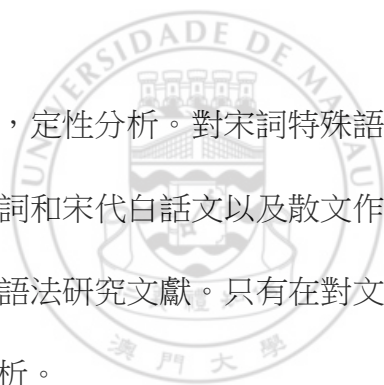 UNIVERSIDADE DE MACAU
，定性分析。對宋詞特殊語
詞和宋代白話文以及散文作
語法研究文獻。只有在對文
析。
澳門大學